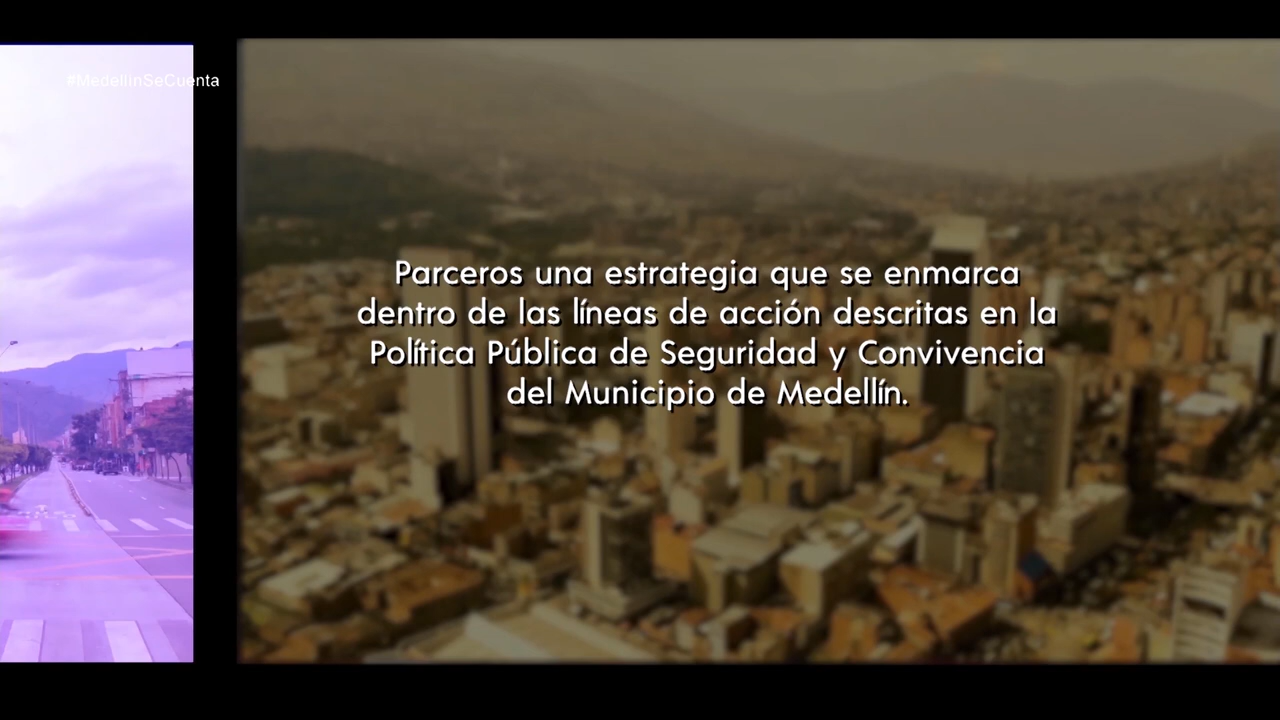 #MedellínSeCuenta
Parceros una estrategia que se enmarca
dentro de las líneas de acción descritas en la
Política Pública de Seguridad y Convivencia
del Municipio de Medellín.